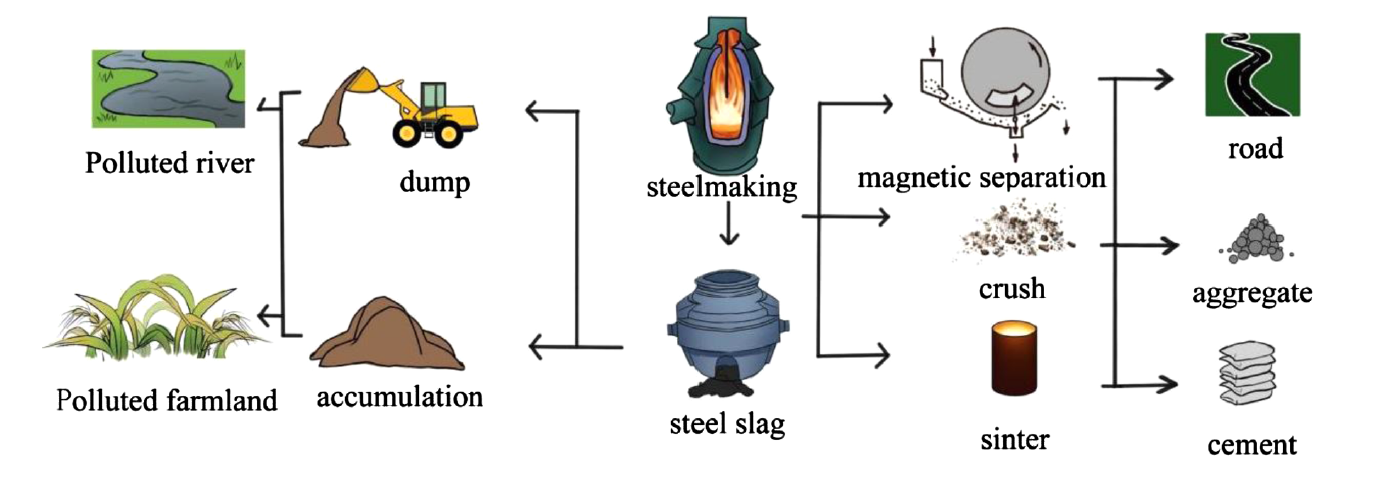 Polluted river
dump
steelmaking
magnetic separation
road
crush
aggregate
Polluted farmland
accumulation
steel slag
sinter
cement